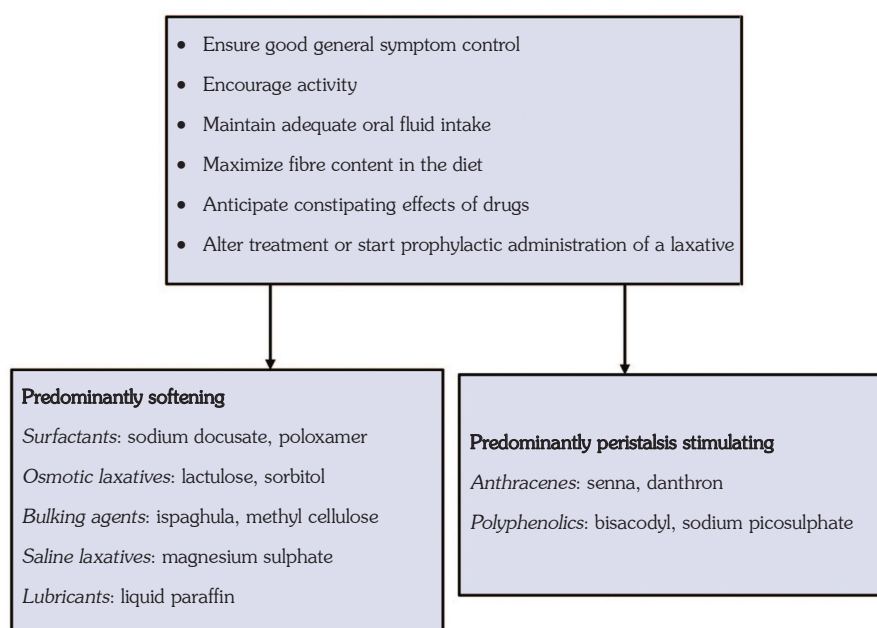 • Ensure good general symptom control
• Encourage activity
• Maintain adequate oral fluid intake
• Maximize fibre content in the diet
• Anticipate constipating effects of drugs
• Alter treatment or start prophylactic administration of a laxative
Predominantly softening
Surfactants: sodium docusate, poloxamer
Osmotic laxatives: lactulose, sorbitol
Bulking agents: ispaghula, methyl cellulose
Saline laxatives: magnesium sulphate
Lubricants: liquid paraffin
Predominantly peristalsis stimulating
Anthracenes: senna, danthron
Polyphenolics: bisacodyl, sodium picosulphate